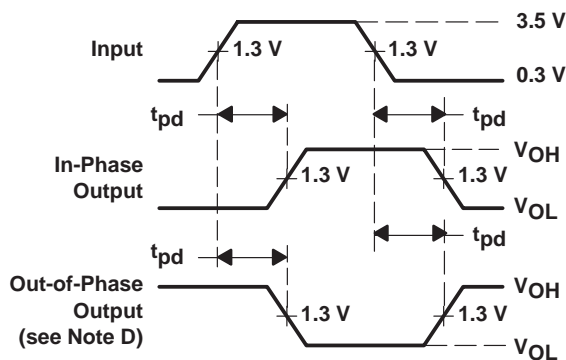 3.5 V
Input
1.3 V
1.3 V
0.3 V
tpd
tpd
VOH
In-Phase
Output
1.3 V
1.3 V
VOL
tpd
tpd
Out-of-Phase
Output
(see Note D)
VOH
1.3 V
1.3 V
VOL